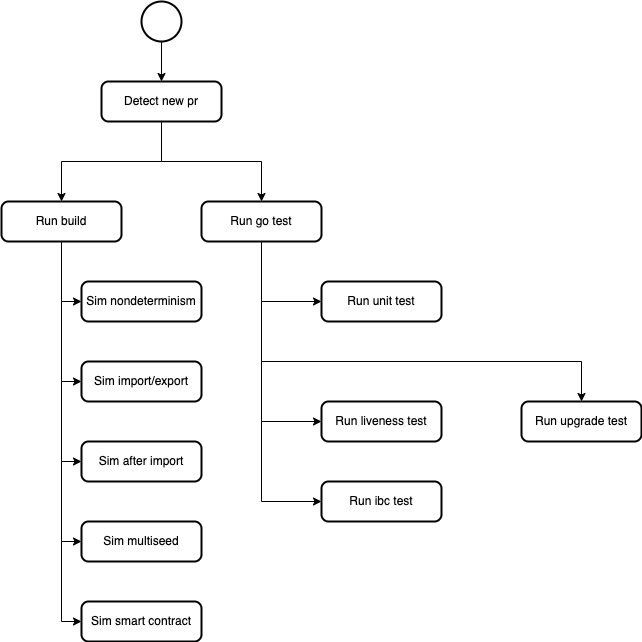 Detect new pr
Run build
Run go test
Sim nondeterminism
Run unit test
Sim import/export
Run liveness test
Run upgrade test
Sim after import
Run ibc test
Sim multiseed
Sim smart contract